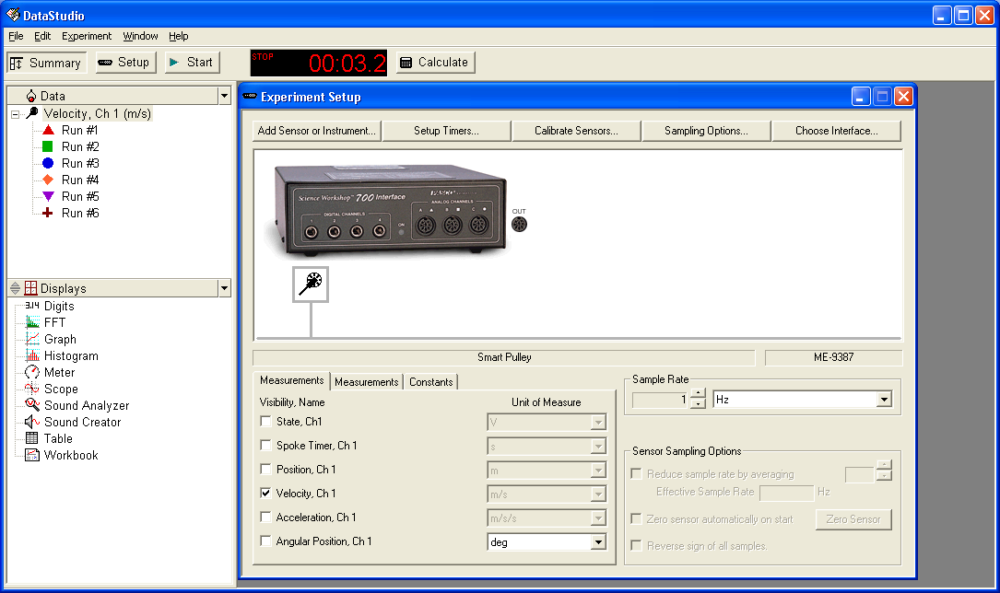 DataStudio
File Edit Experiment Window Help
Summary Setup Start STOP 00:03.2 Calculate
Data
Velocity, Ch 1 (m/s)
Run #1
Run #2
Run #3
Run #4
Run #5
Run #6
Displays
3.14 Digits
FFT
Graph
Histogram
Meter
Scope
Sound Analyzer
Sound Creator
Table
Workbook
Experiment Setup
Add Sensor or Instrument... Setup Timers... Calibrate Sensors... Sampling Options... Choose Interface...
Science Workshop 700 Interface PASCO
DIGITAL CHANNELS ANALOG CHANNELS
1 2 3 4 ON A B C
OUT
Smart Pulley ME-9387
Measurements Measurements Constants
Visibility, Name Unit of Measure
State, Ch1 V
Spoke Timer, Ch 1 s
Position, Ch 1 m
Velocity, Ch 1 m/s
Acceleration, Ch 1 m/s/s
Angular Position, Ch 1 deg
Sample Rate
1 Hz
Sensor Sampling Options
Reduce sample rate by averaging
Effective Sample Rate Hz
Zero sensor automatically on start Zero Sensor
Reverse sign of all samples.